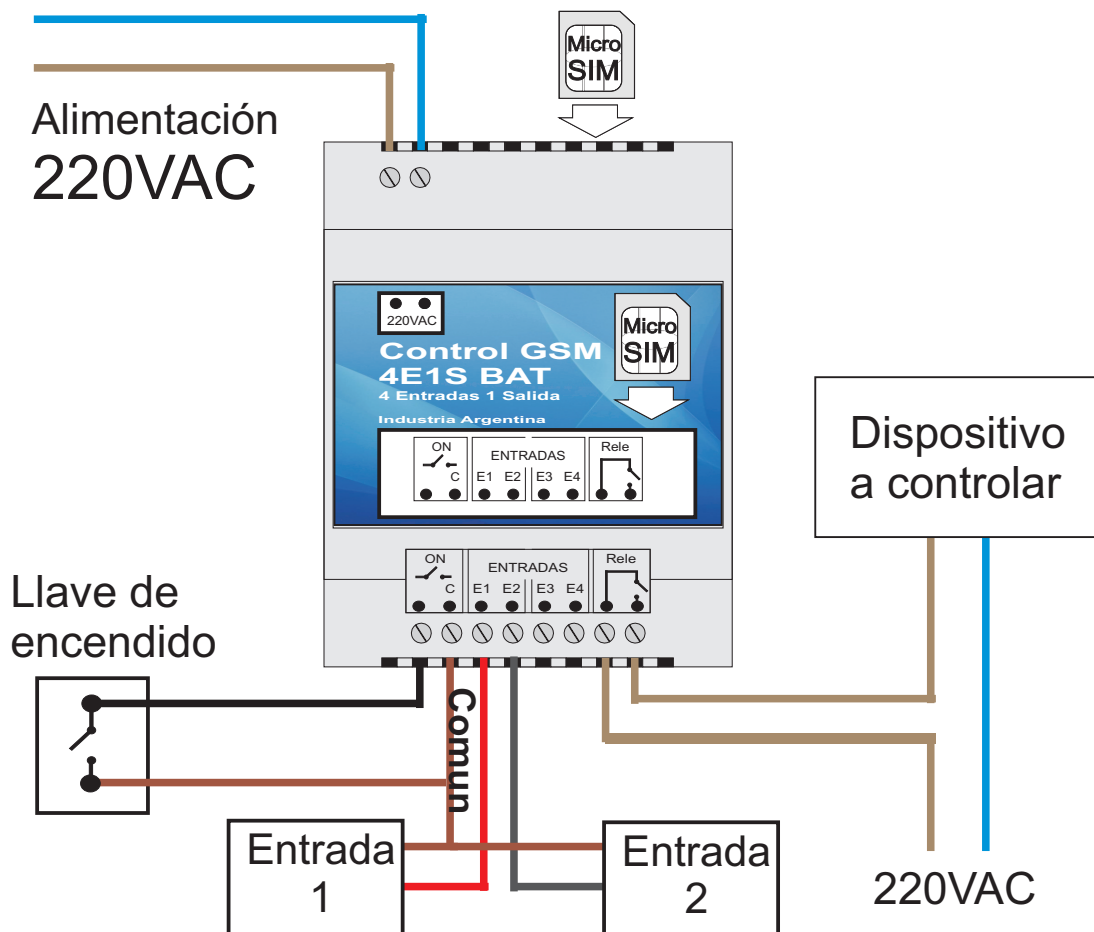 Micro
SIM
Alimentación
220VAC
220VAC
Micro
SIM
Control GSM
4E1S BAT
4 Entradas 1 Salida
Industria Argentina
ON
ENTRADAS
Rele
C
E1
E2
E3
E4
Dispositivo
a controlar
ON
ENTRADAS
Rele
C
E1
E2
E3
E4
Llave de
encendido
Comun
Entrada
1
Entrada
2
220VAC